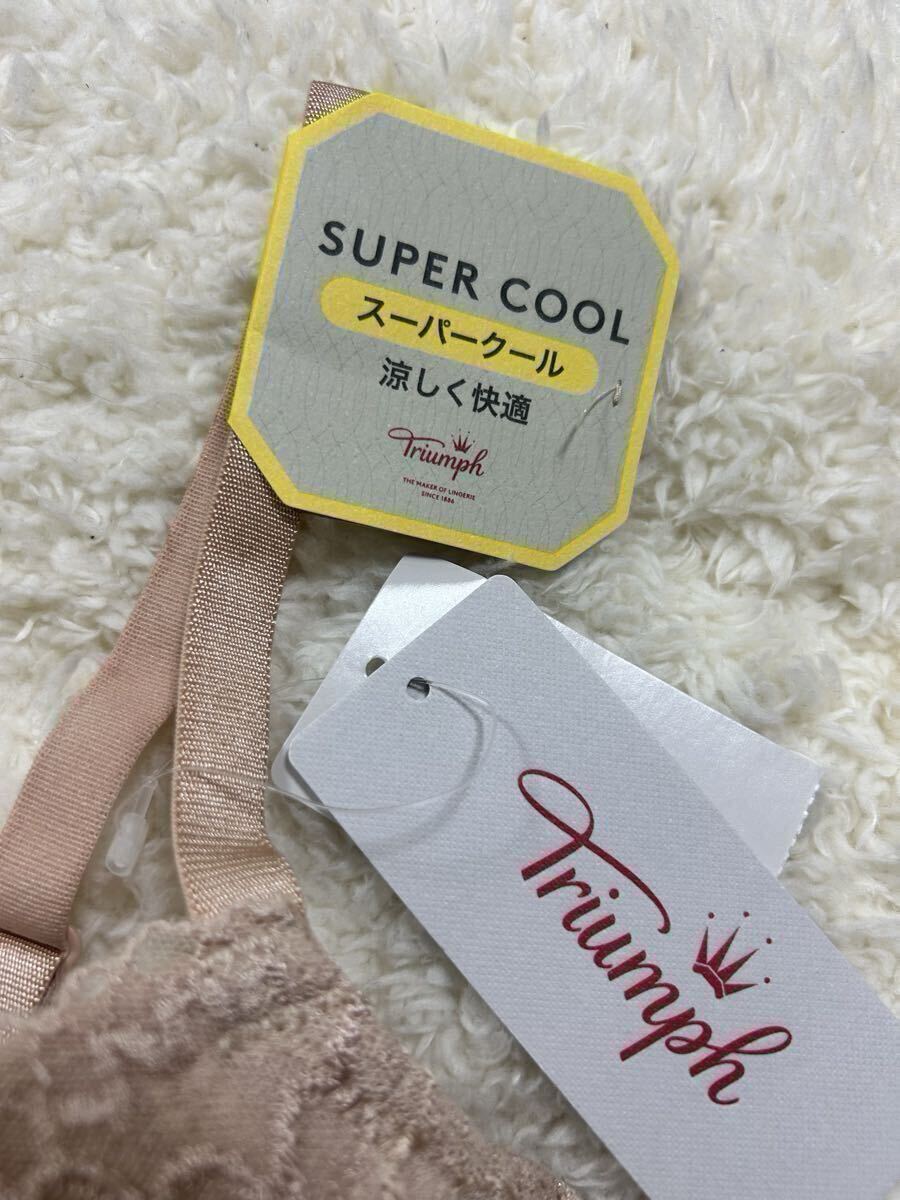 SUPER COOL
スーパークール
涼しく快適
Triumph
THE MAKER OF LINGERIE
SINCE 1886
Triumph